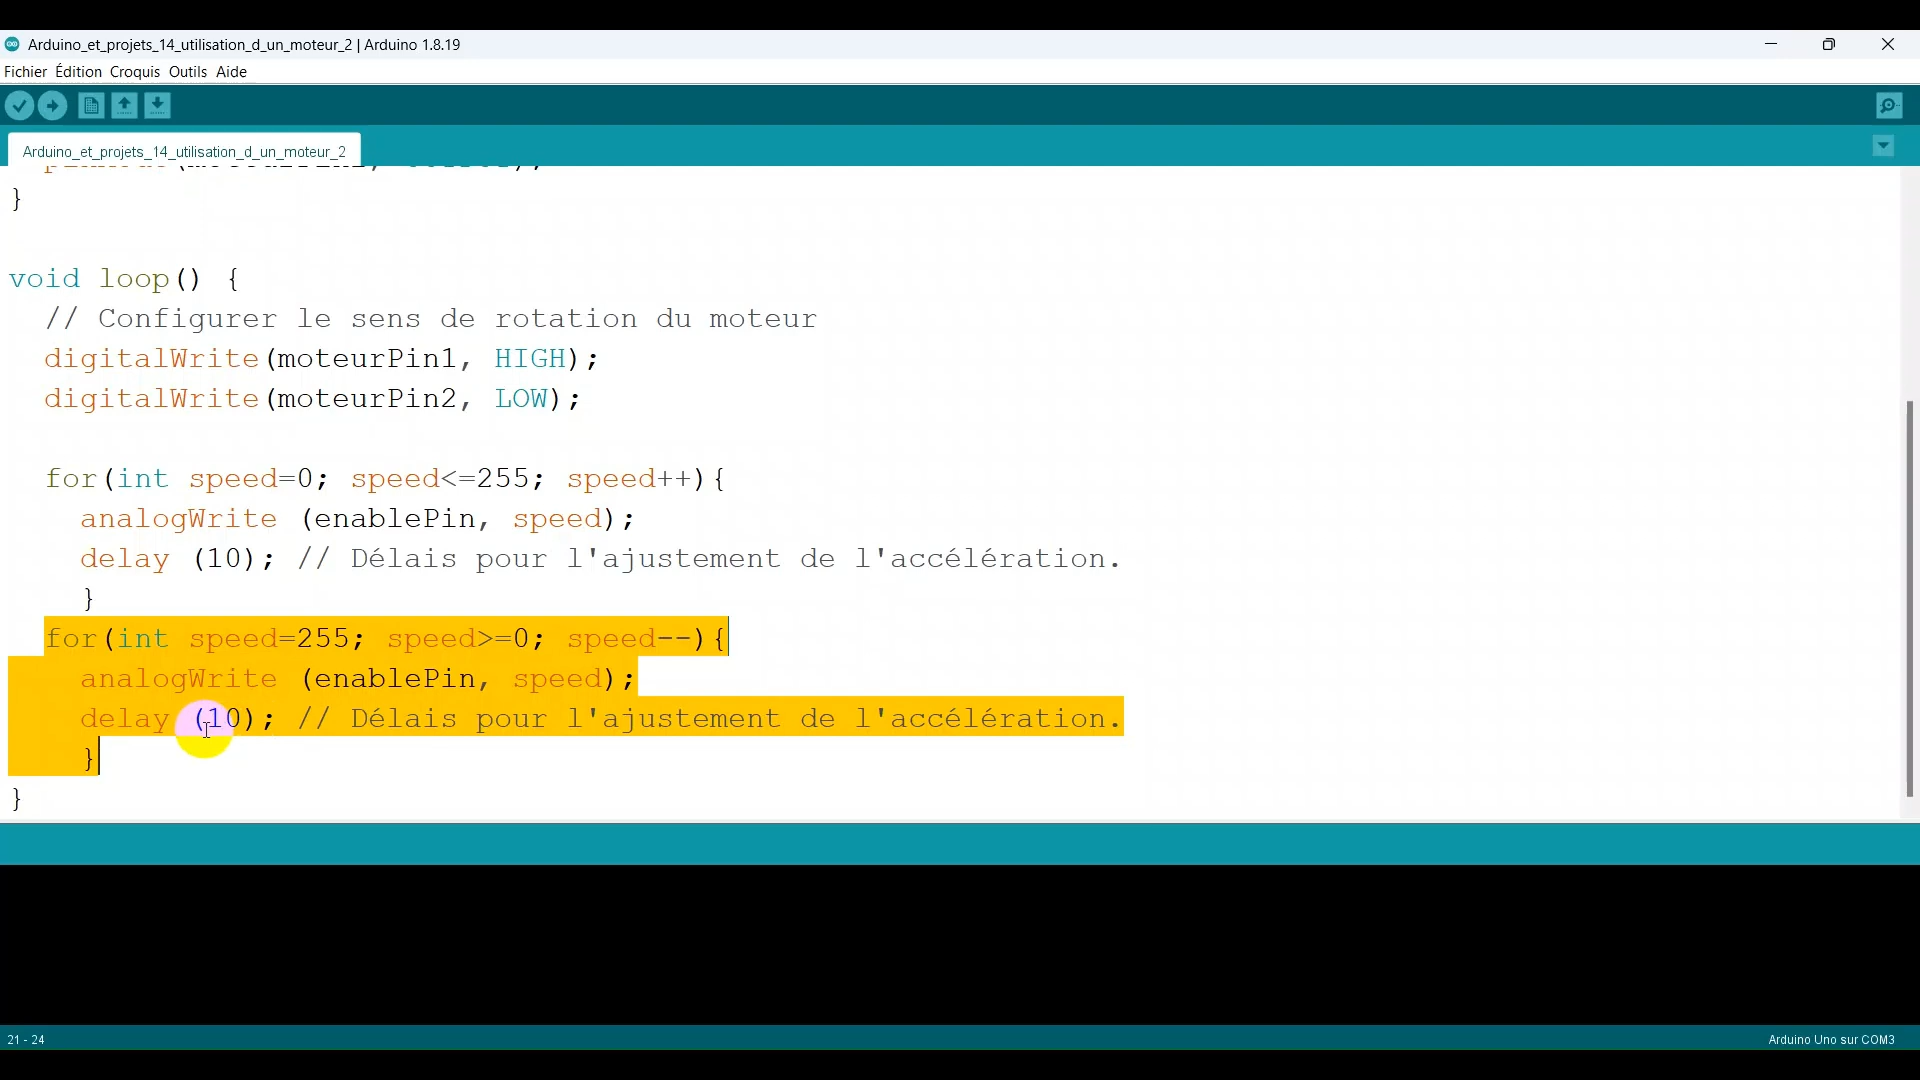 Arduino_et_projets_14_utilisation_d_un_moteur_2 | Arduino 1.8.19
Fichier Édition Croquis Outils Aide
Arduino_et_projets_14_utilisation_d_un_moteur_2
}
void loop() {
// Configurer le sens de rotation du moteur
digitalWrite(moteurPin1, HIGH);
digitalWrite(moteurPin2, LOW);
for(int speed=0; speed<=255; speed++){
analogWrite (enablePin, speed);
delay (10); // Délais pour l'ajustement de l'accélération.
}
for(int speed=255; speed>=0; speed--){
analogWrite (enablePin, speed);
delay (10); // Délais pour l'ajustement de l'accélération.
}
}
21 - 24
Arduino Uno sur COM3